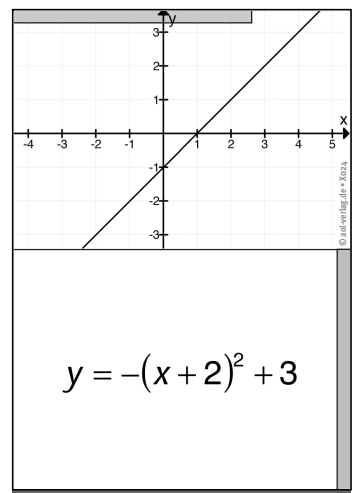 y
3
2
1
x
-4 -3 -2 -1 1 2 3 4 5
-1
-2
-3
© aol-verlag.de • X024
y = -(x + 2)² + 3